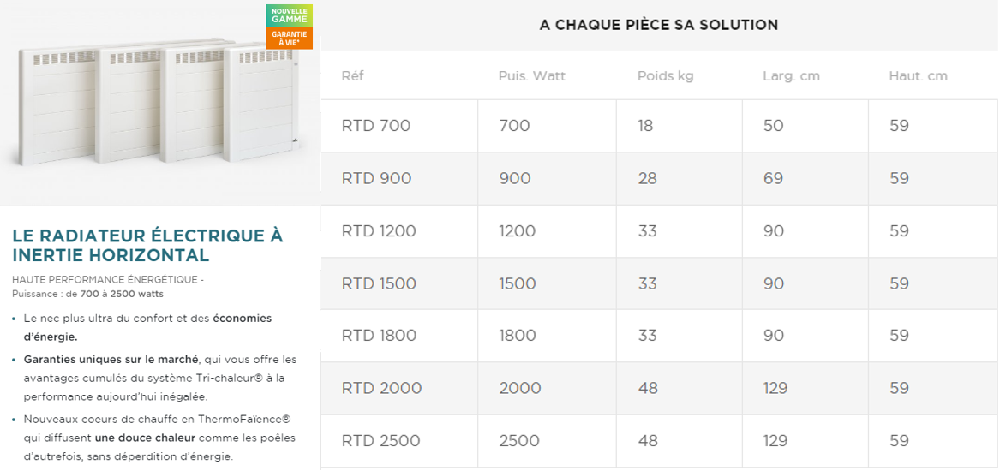 NOUVELLE
GAMME
GARANTIE
À VIE*
LE RADIATEUR ÉLECTRIQUE À
INERTIE HORIZONTAL
HAUTE PERFORMANCE ÉNERGÉTIQUE -
Puissance : de 700 à 2500 watts
• Le nec plus ultra du confort et des économies
d'énergie.
• Garanties uniques sur le marché, qui vous offre les
avantages cumulés du système Tri-chaleur® à la
performance aujourd'hui inégalée.
• Nouveaux coeurs de chauffe en ThermoFaïence®
qui diffusent une douce chaleur comme les poêles
d'autrefois, sans déperdition d'énergie.
A CHAQUE PIÈCE SA SOLUTION
Réf Puis. Watt Poids kg Larg. cm Haut. cm
RTD 700 700 18 50 59
RTD 900 900 28 69 59
RTD 1200 1200 33 90 59
RTD 1500 1500 33 90 59
RTD 1800 1800 33 90 59
RTD 2000 2000 48 129 59
RTD 2500 2500 48 129 59